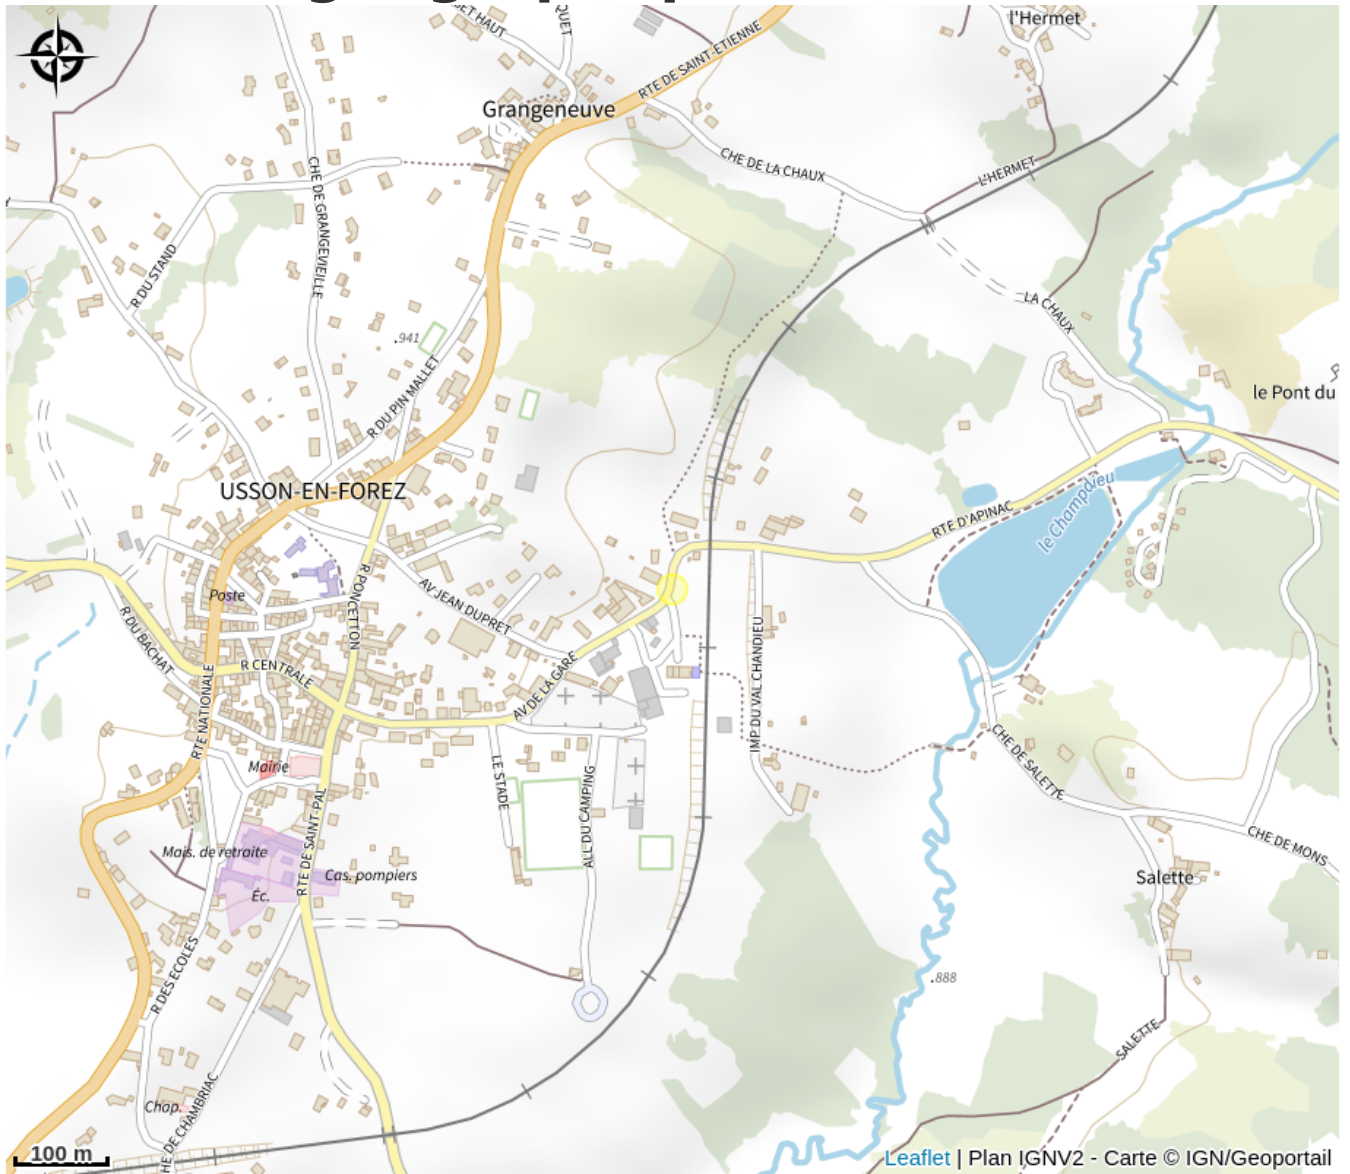 l'Hermet
RTE DE SAINT-ETIENNE
Grangeneuve
CHE DE LA CHAUX
L'HERMET
CHE DE GRANGEVIEILLE
R DU STAND
LA CHAUX
.941
R DU PIN MALLET
le Pont du
USSON-EN-FOREZ
le Champdieu
RTE D'APINAC
R PONCETTON
AV JEAN DUPRET
Poste
R DU BACHAT
R CENTRALE
IMP DU VAL CHANDIEU
AV DE LA GARE
RTE NATIONALE
LE STADE
ALL DU CAMPING
CHE DE SALETTE
Mairie
RTE DE SAINT-PAL
CHE DE MONS
Mais. de retraite
Cas. pompiers
Éc.
Salette
R DES ECOLES
.888
SALETTE
Chap.
HE DE CHAMBRIAC
100 m
Leaflet | Plan IGNV2 - Carte © IGN/Geoportail